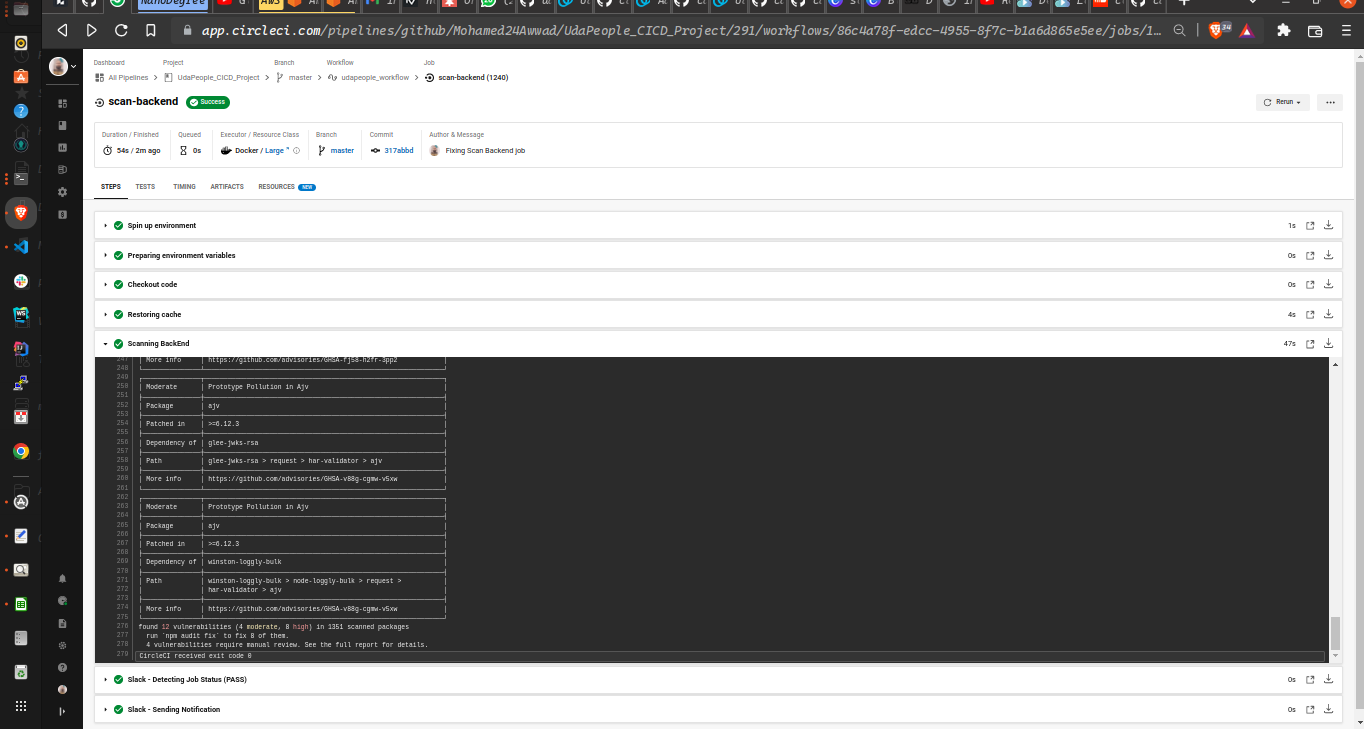 NanoDegree
AWS
app.circleci.com/pipelines/github/Mohamed24Awwad/UdaPeople_CICD_Project/291/workflows/86c4a78f-edcc-4955-8f7c-b1a6d865e5ee/jobs/1...
34
Dashboard Project Branch Workflow Job
All Pipelines UdaPeople_CICD_Project master udapeople_workflow scan-backend (1240)
scan-backend Success
Rerun
Duration / Finished Queued Executor / Resource Class Branch Commit Author & Message
54s / 2m ago 0s Docker / Large master 317abbd Fixing Scan Backend job
STEPS TESTS TIMING ARTIFACTS RESOURCES NEW
Spin up environment 1s
Preparing environment variables 0s
Checkout code 0s
Restoring cache 4s
Scanning BackEnd 47s
247 More info https://github.com/advisories/GHSA-fj58-h2fr-3pp2
248
249
250 Moderate Prototype Pollution in Ajv
251
252 Package ajv
253
254 Patched in >=6.12.3
255
256 Dependency of glee-jwks-rsa
257
258 Path glee-jwks-rsa > request > har-validator > ajv
259
260 More info https://github.com/advisories/GHSA-v88g-cgmw-v5xw
261
262
263 Moderate Prototype Pollution in Ajv
264
265 Package ajv
266
267 Patched in >=6.12.3
268
269 Dependency of winston-loggly-bulk
270
271 Path winston-loggly-bulk > node-loggly-bulk > request >
272 har-validator > ajv
273
274 More info https://github.com/advisories/GHSA-v88g-cgmw-v5xw
275
276 found 12 vulnerabilities (4 moderate, 8 high) in 1351 scanned packages
277 run `npm audit fix` to fix 8 of them.
278 4 vulnerabilities require manual review. See the full report for details.
279 CircleCI received exit code 0
Slack - Detecting Job Status (PASS) 0s
Slack - Sending Notification 0s